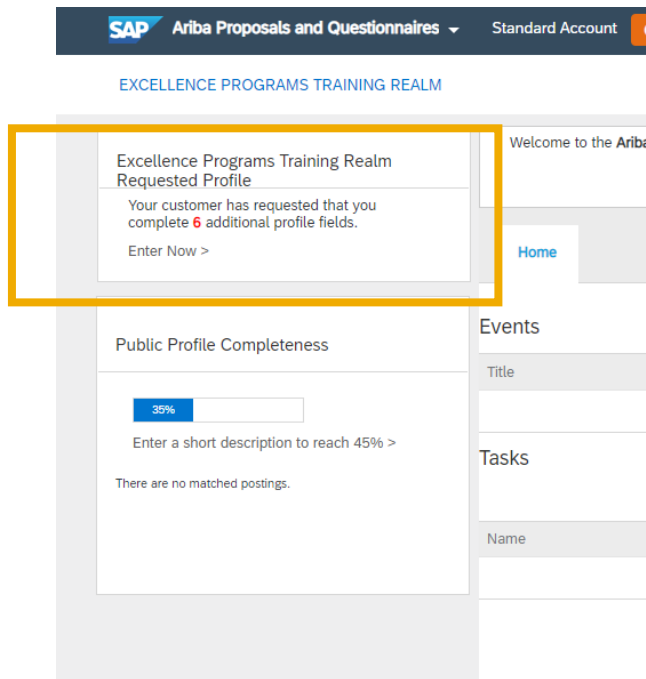 SAP Ariba Proposals and Questionnaires Standard Account
EXCELLENCE PROGRAMS TRAINING REALM
Excellence Programs Training Realm
Requested Profile
Your customer has requested that you
complete 6 additional profile fields.
Enter Now >
Public Profile Completeness
35%
Enter a short description to reach 45% >
There are no matched postings.
Welcome to the Ariba
Home
Events
Title
Tasks
Name